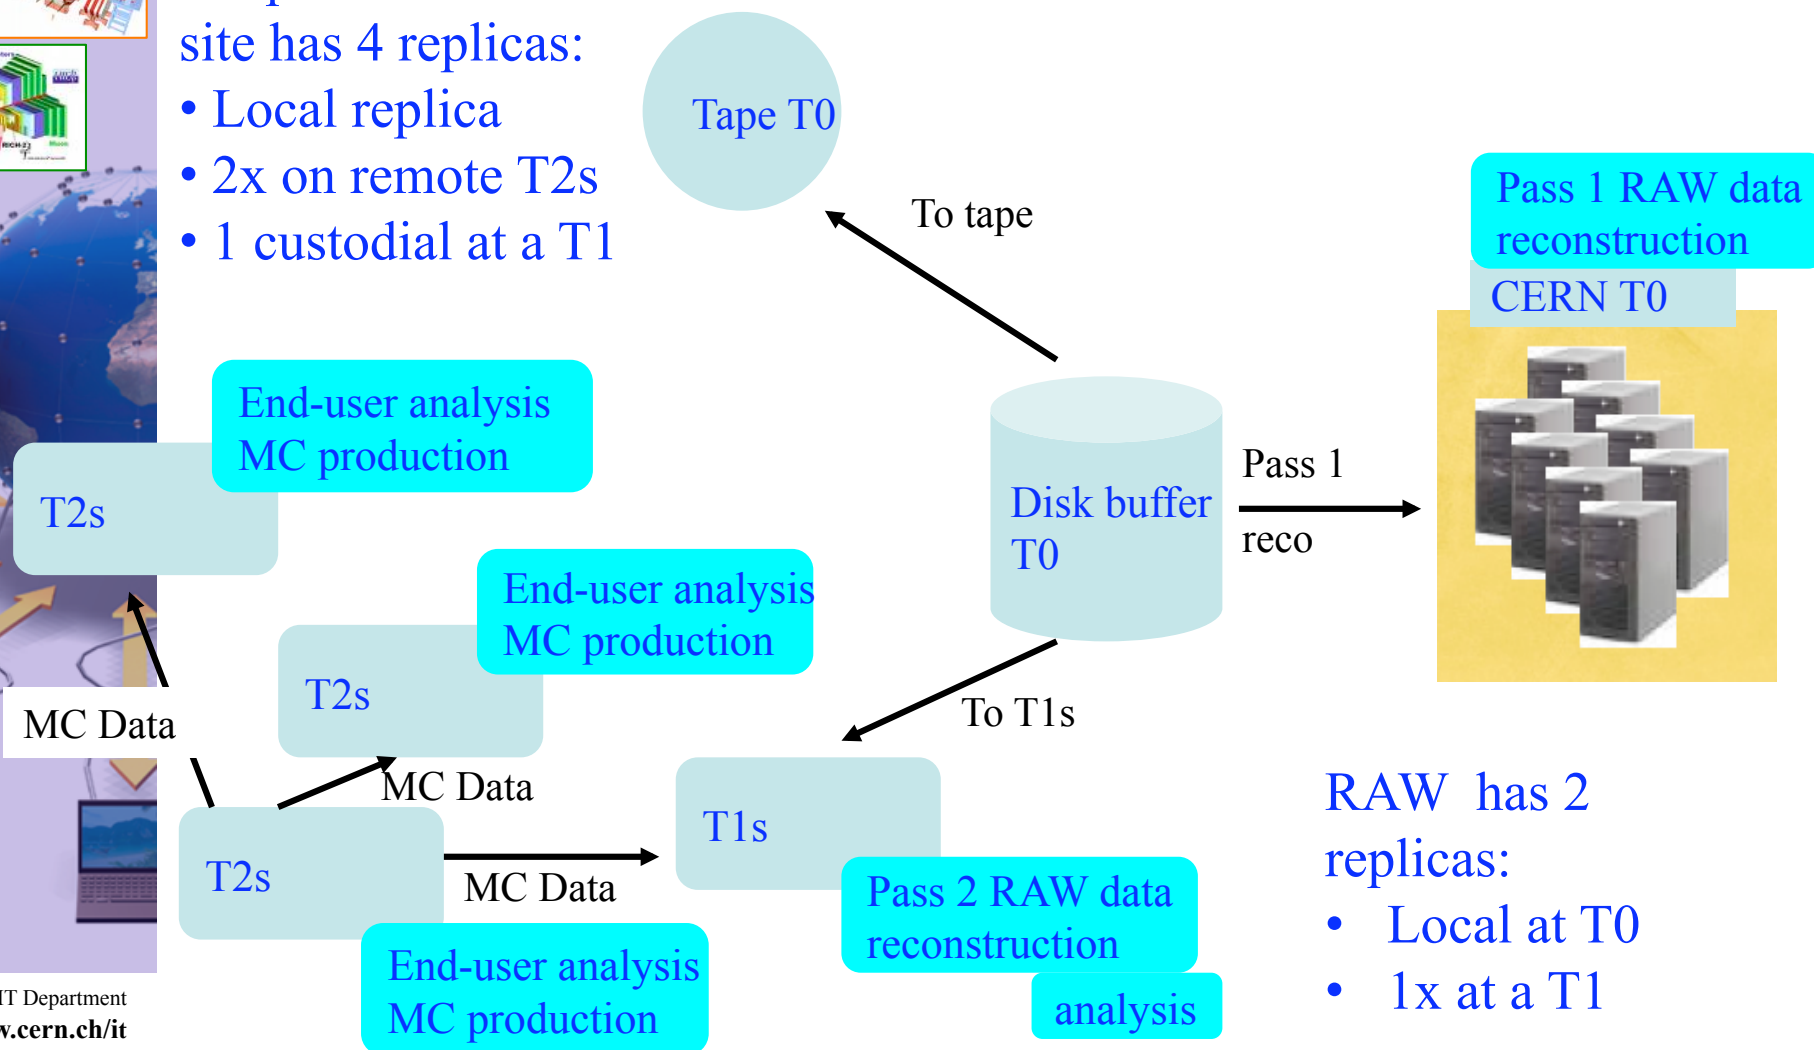 site has 4 replicas:
• Local replica
• 2x on remote T2s
• 1 custodial at a T1
Tape T0
To tape
Pass 1 RAW data
reconstruction
CERN T0
End-user analysis
MC production
T2s
Disk buffer
T0
Pass 1
reco
End-user analysis
MC production
T2s
MC Data
To T1s
MC Data
T2s
MC Data
T1s
End-user analysis
MC production
Pass 2 RAW data
reconstruction
analysis
RAW has 2
replicas:
• Local at T0
• 1x at a T1
IT Department
w.cern.ch/it